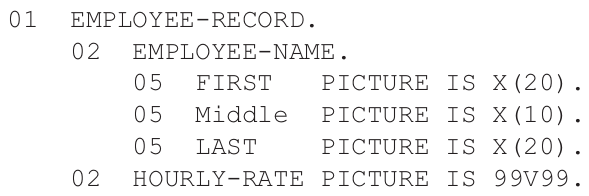 01  EMPLOYEE-RECORD.
    02  EMPLOYEE-NAME.
        05  FIRST   PICTURE IS X(20).
        05  Middle  PICTURE IS X(10).
        05  LAST    PICTURE IS X(20).
    02  HOURLY-RATE PICTURE IS 99V99.